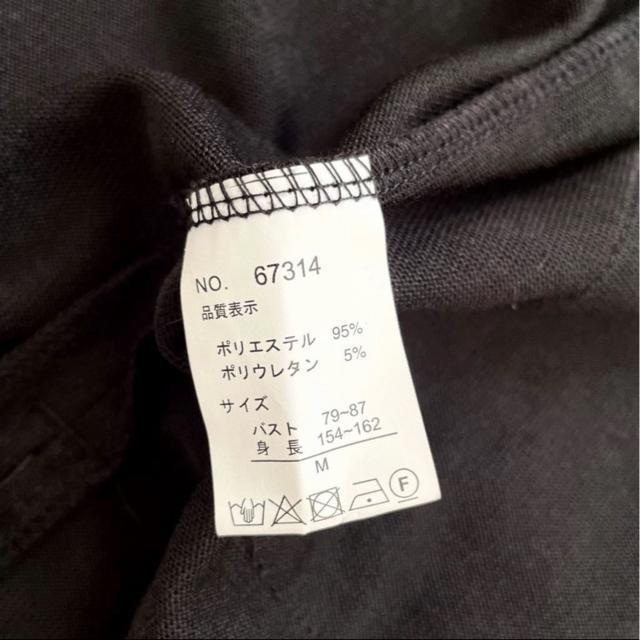 NO. 67314
品質表示
ポリエステル 95%
ポリウレタン 5%
サイズ
バスト 79~87
身長 154~162
M
F